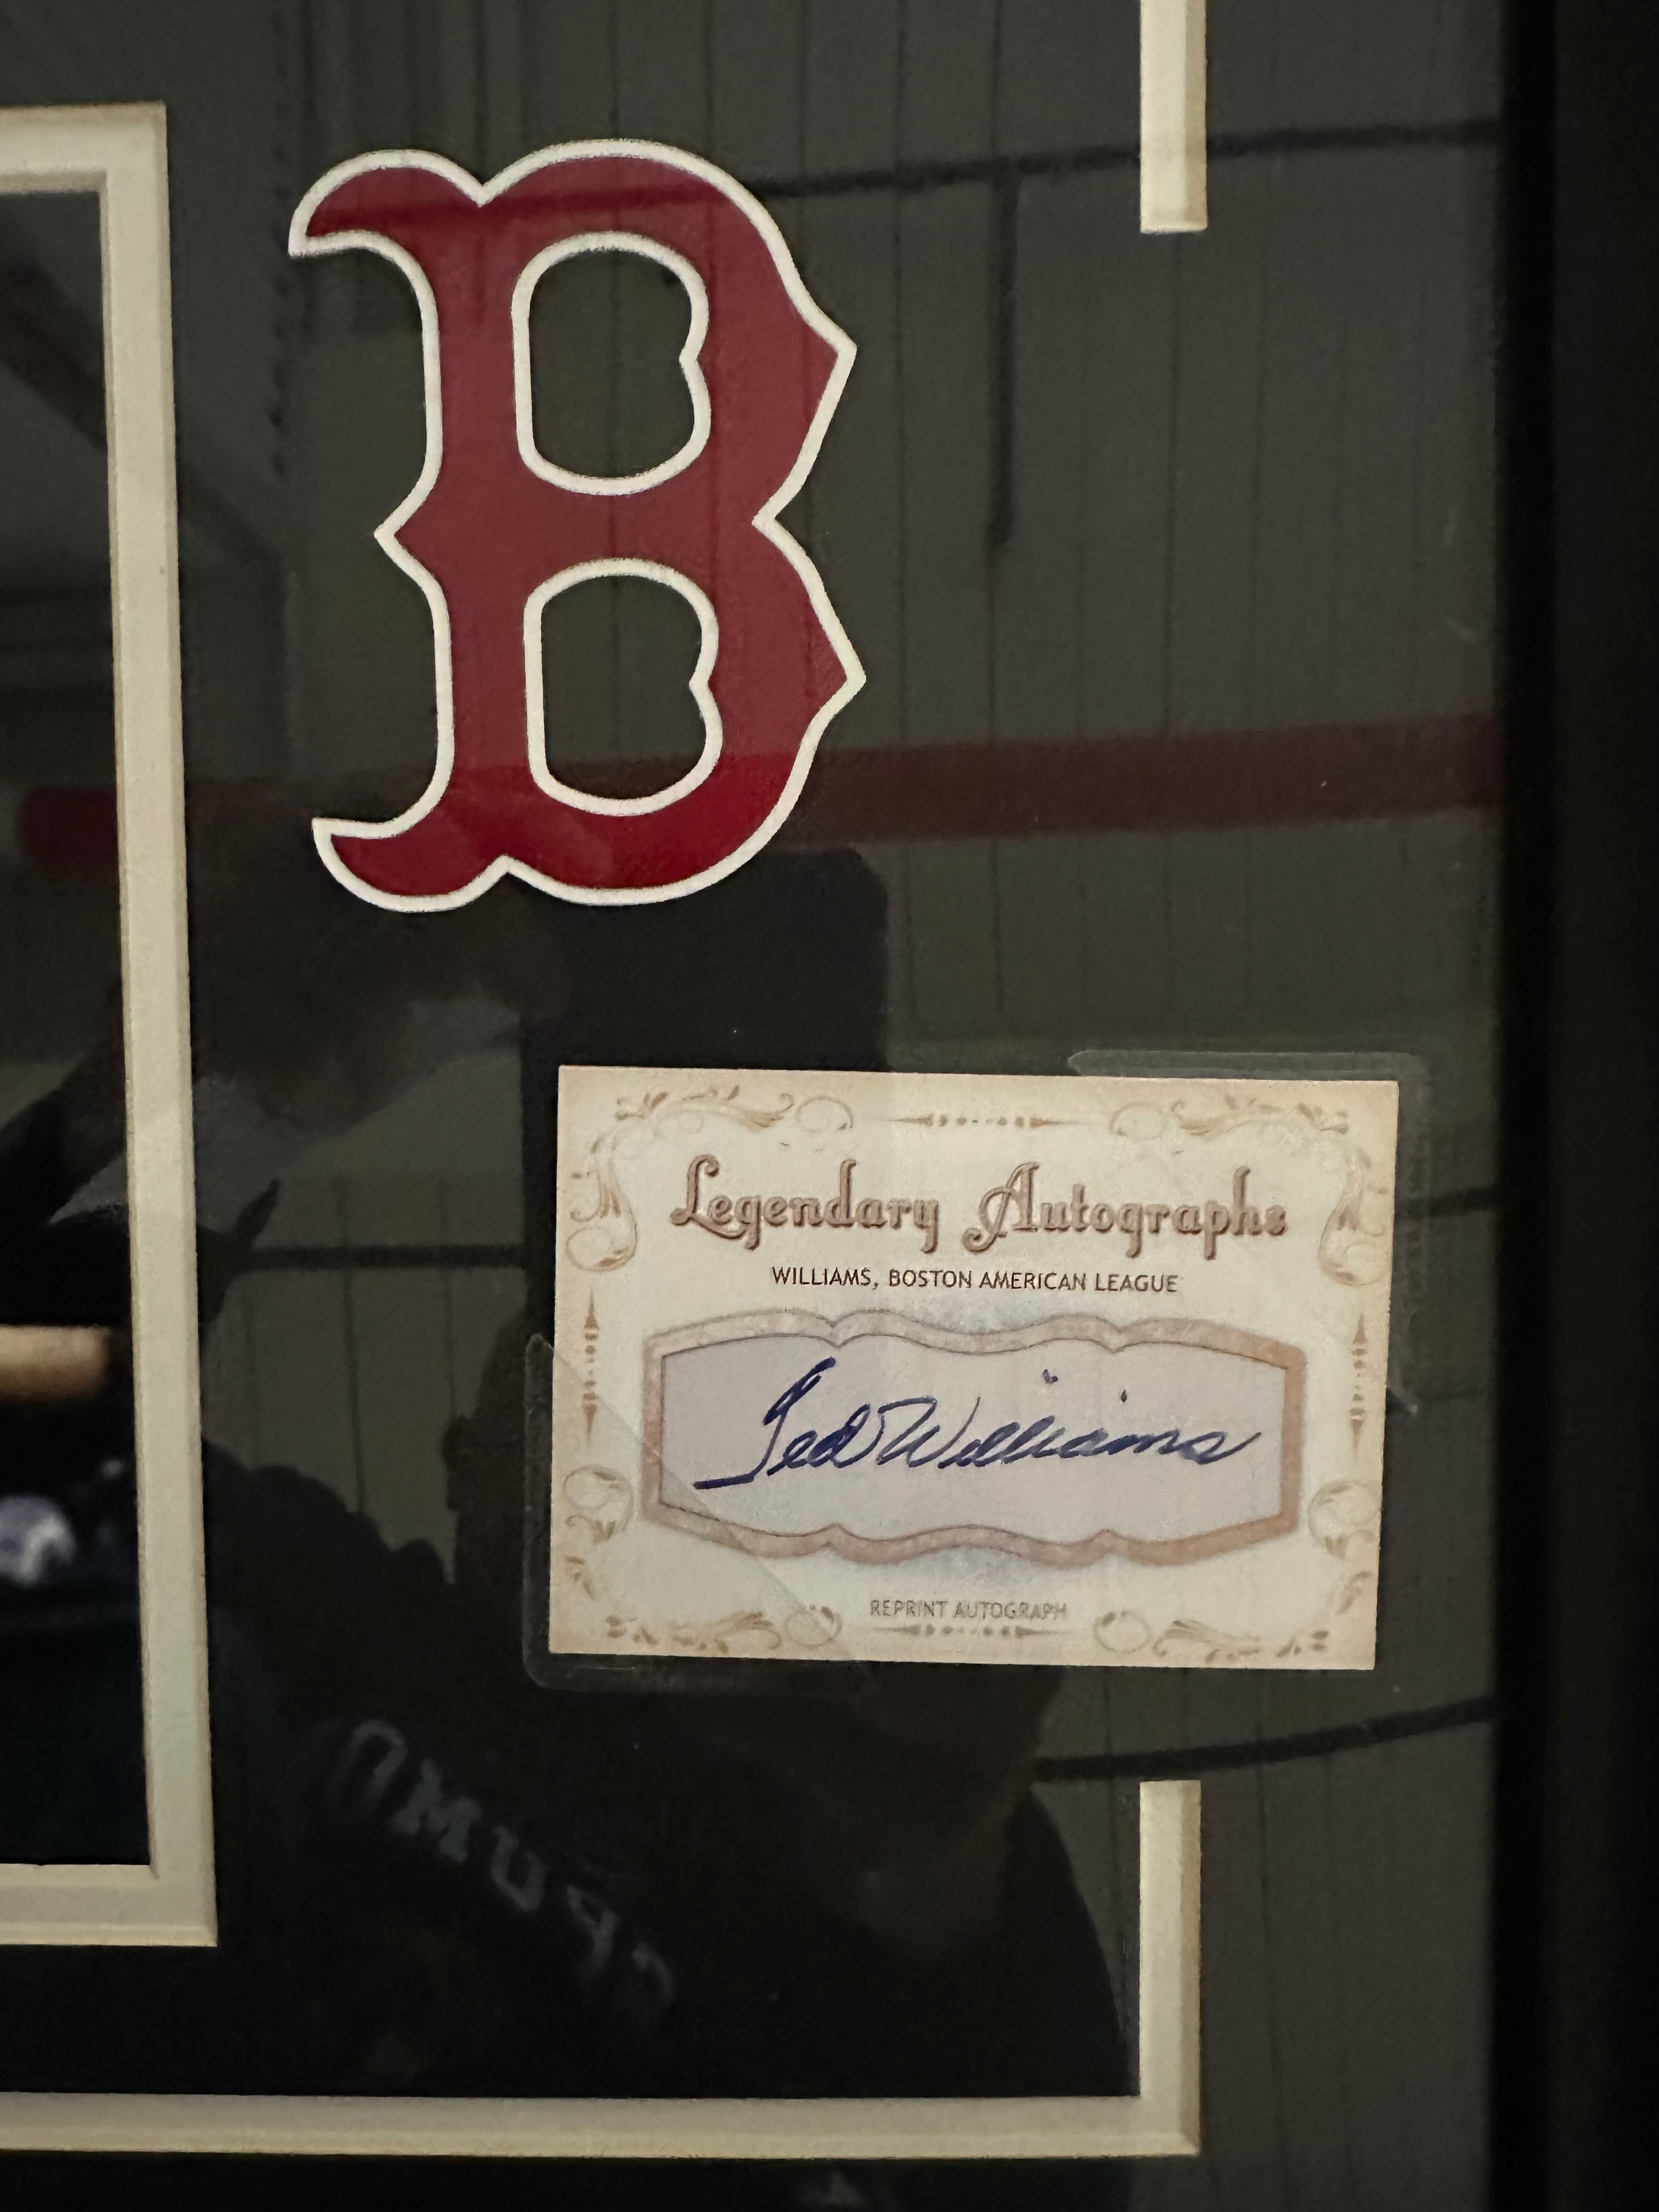 B
Legendary Autographs
WILLIAMS, BOSTON AMERICAN LEAGUE
Ted Williams
REPRINT AUTOGRAPH